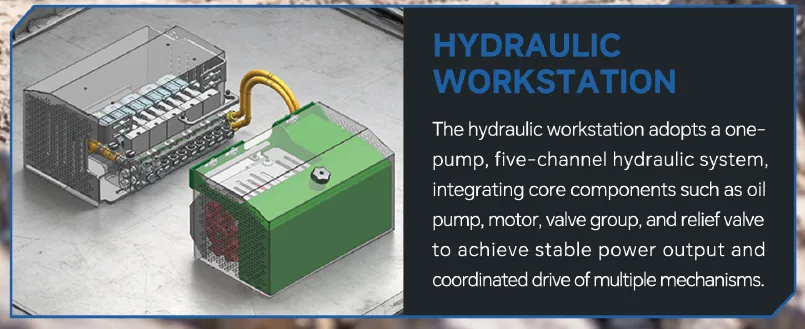 HYDRAULIC
WORKSTATION
The hydraulic workstation adopts a one-
pump, five-channel hydraulic system,
integrating core components such as oil
pump, motor, valve group, and relief valve
to achieve stable power output and
coordinated drive of multiple mechanisms.